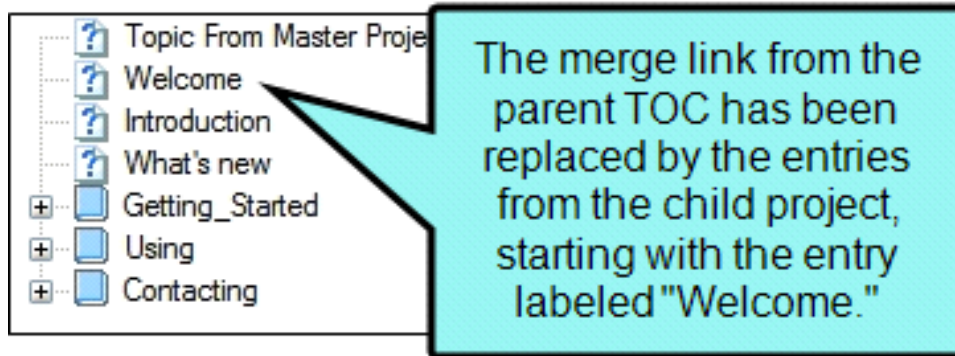 Topic From Master Proje
Welcome
Introduction
What's new
Getting_Started
Using
Contacting
The merge link from the
parent TOC has been
replaced by the entries
from the child project,
starting with the entry
labeled "Welcome."